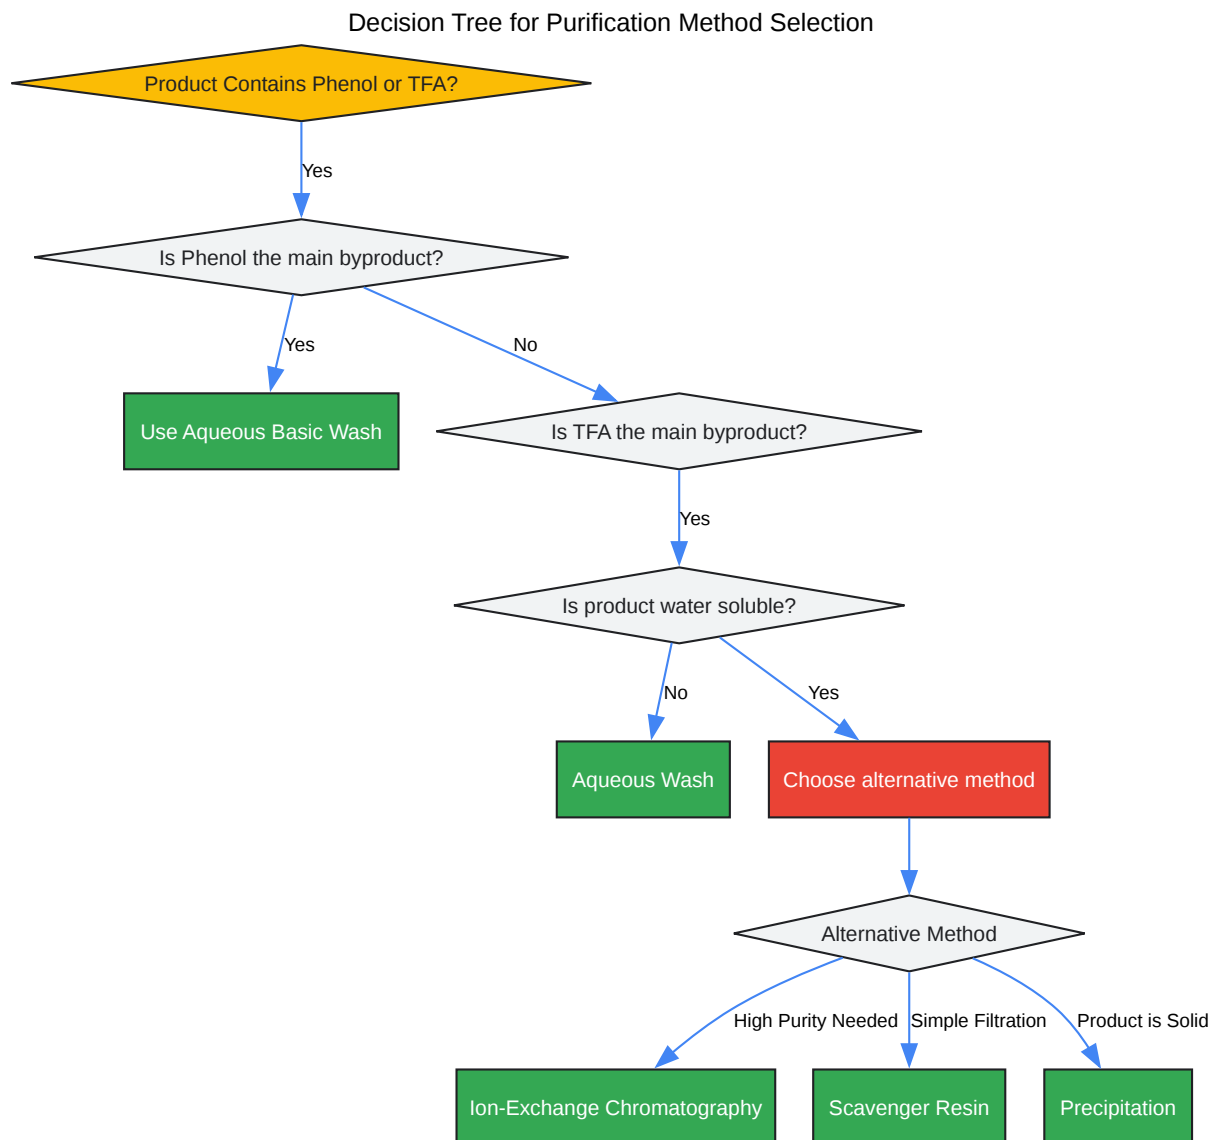 Decision Tree for Purification Method Selection
Product Contains Phenol or TFA?
Yes
Is Phenol the main byproduct?
Yes
No
Use Aqueous Basic Wash
Is TFA the main byproduct?
Yes
Is product water soluble?
No
Yes
Aqueous Wash
Choose alternative method
Alternative Method
High Purity Needed
Simple Filtration
Product is Solid
Ion-Exchange Chromatography
Scavenger Resin
Precipitation